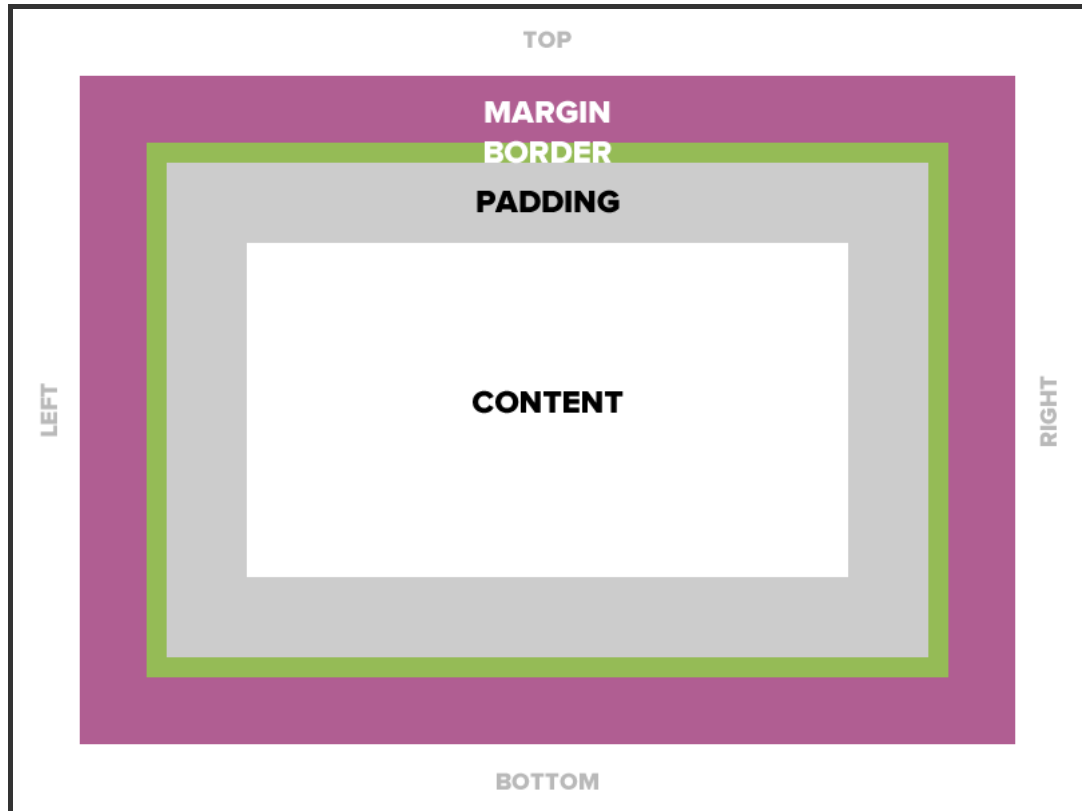 TOP
MARGIN
BORDER
PADDING
LEFT
CONTENT
RIGHT
BOTTOM